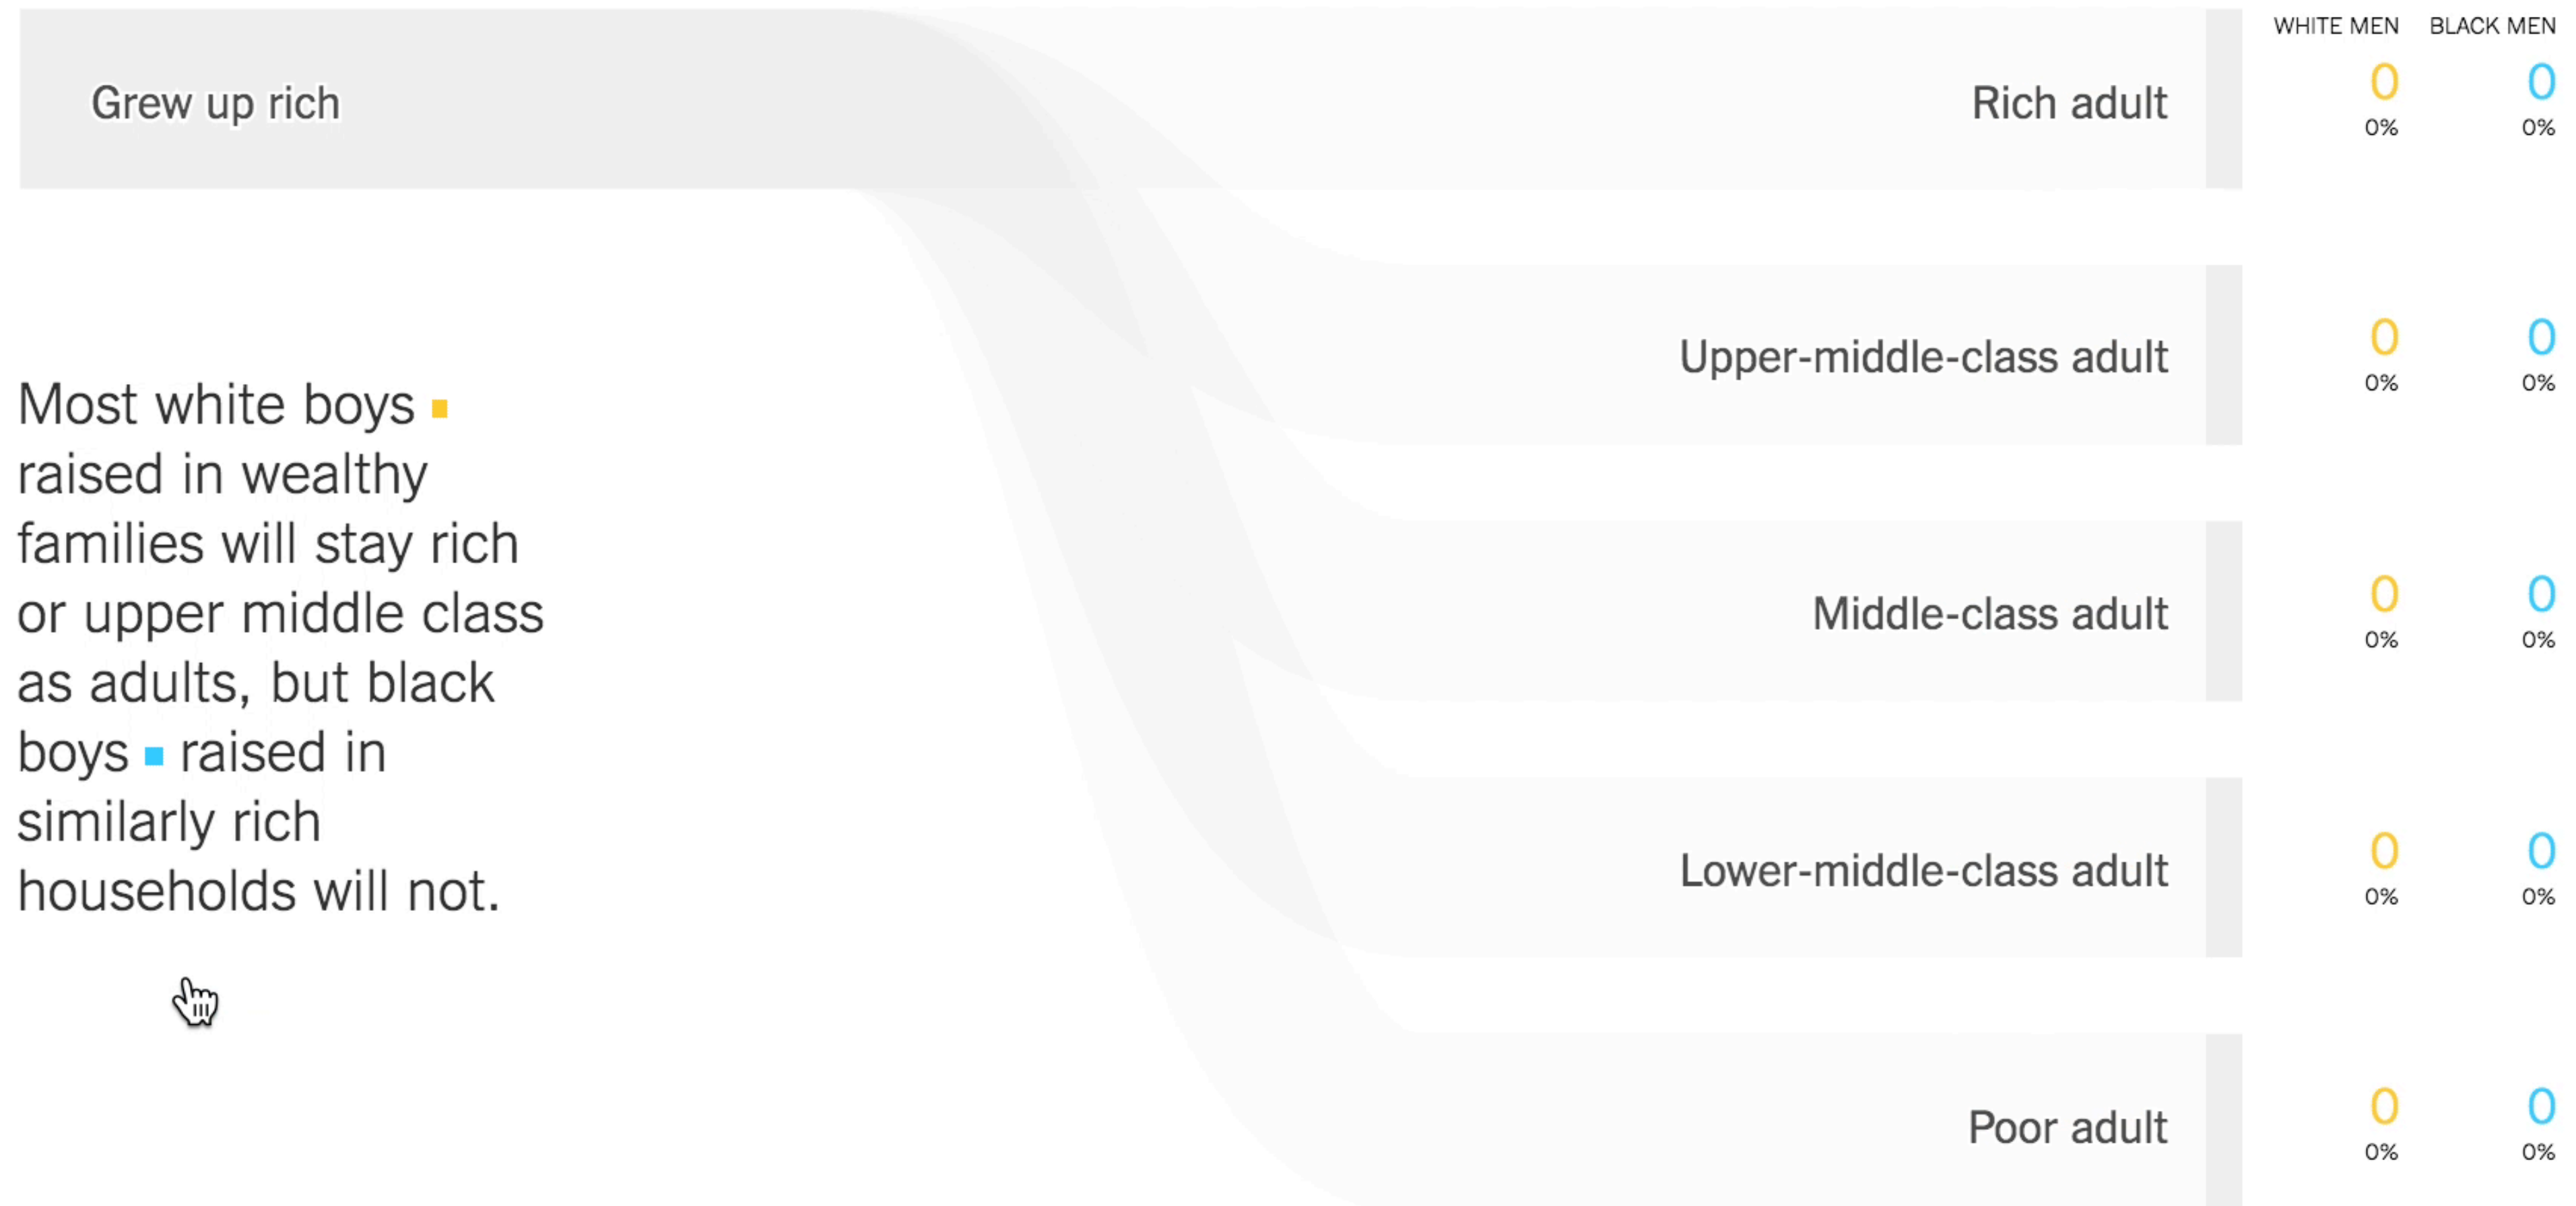 WHITE MEN BLACK MEN
Grew up rich
Rich adult
0 0
0% 0%
Upper-middle-class adult
0 0
0% 0%
Most white boys
raised in wealthy
families will stay rich
or upper middle class
as adults, but black
boys raised in
similarly rich
households will not.
Middle-class adult
0 0
0% 0%
Lower-middle-class adult
0 0
0% 0%
Poor adult
0 0
0% 0%